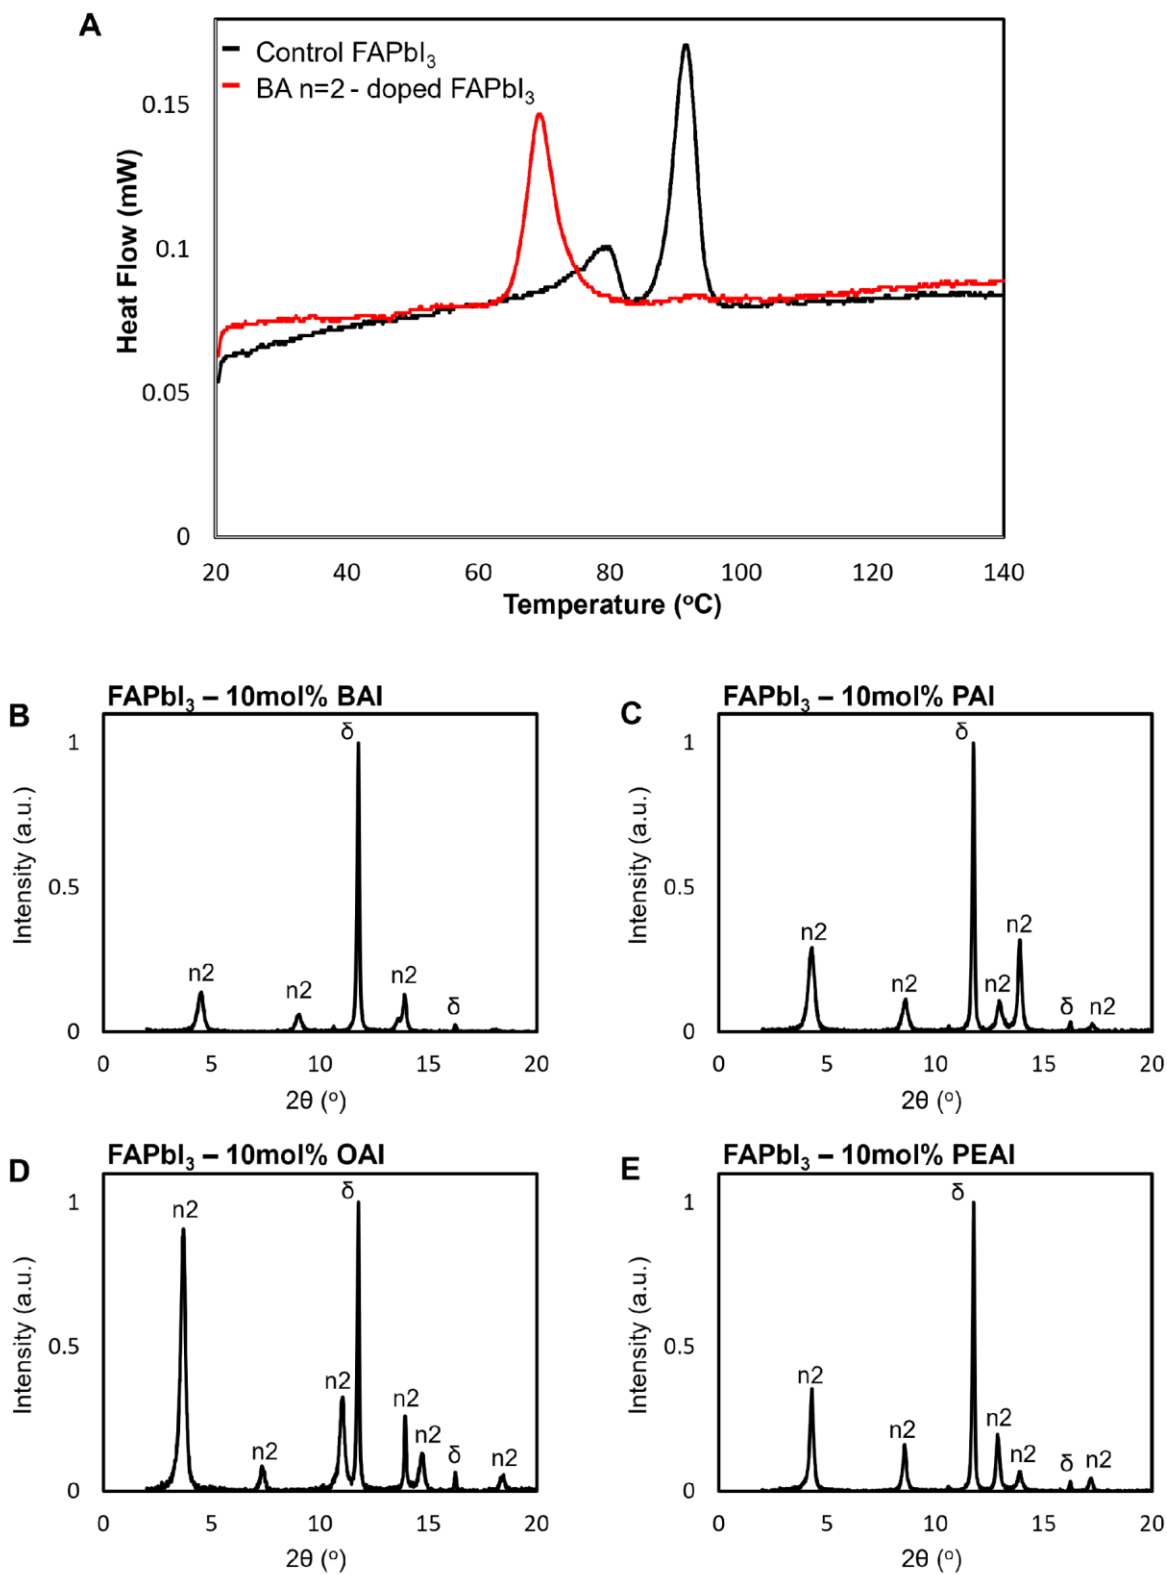 A
Control FAPbI₃
BA n=2 - doped FAPbI₃
0.15
0.1
0.05
0
Heat Flow (mW)
20 40 60 80 100 120 140
Temperature (°C)
B
FAPbI₃ – 10mol% BAI
δ
1
0.5
0
n2 n2 n2 δ
Intensity (a.u.)
0 5 10 15 20
2θ (°)
C
FAPbI₃ – 10mol% PAI
δ
1
0.5
0
n2 n2 n2 n2 δ n2
Intensity (a.u.)
0 5 10 15 20
2θ (°)
D
FAPbI₃ – 10mol% OAI
δ
1
0.5
0
n2 n2 n2 n2 n2 δ n2
Intensity (a.u.)
0 5 10 15 20
2θ (°)
E
FAPbI₃ – 10mol% PEAI
δ
1
0.5
0
n2 n2 n2 n2 δ n2
Intensity (a.u.)
0 5 10 15 20
2θ (°)